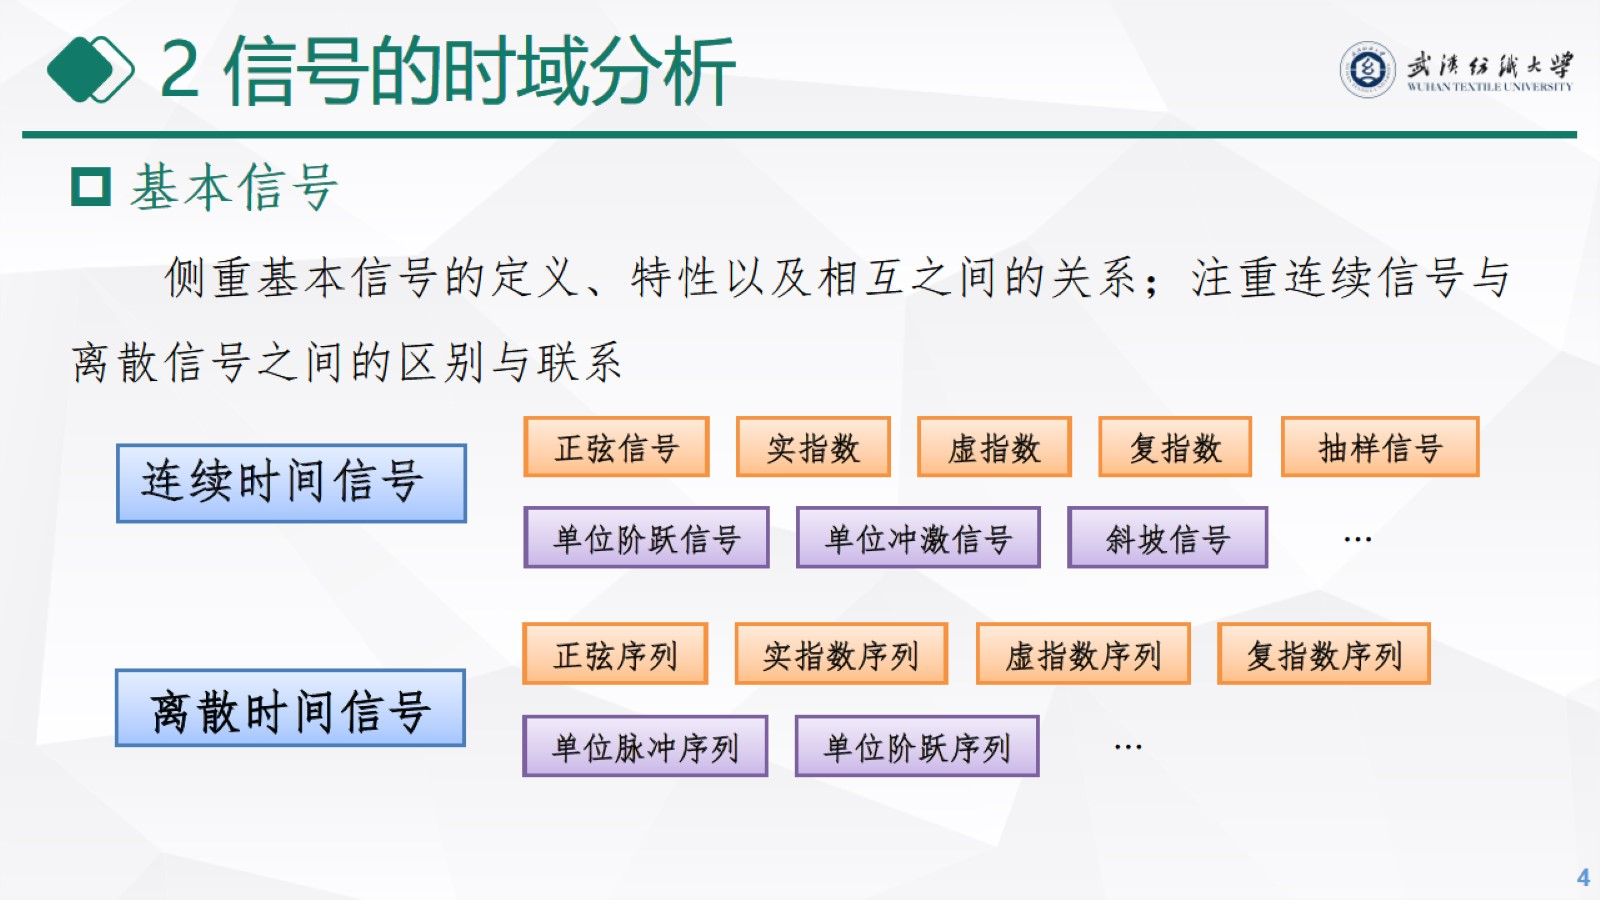 2 信号的时域分析
武汉纺织大学
WUHAN TEXTILE UNIVERSITY
基本信号
侧重基本信号的定义、特性以及相互之间的关系；注重连续信号与
离散信号之间的区别与联系
连续时间信号
正弦信号 实指数 虚指数 复指数 抽样信号
单位阶跃信号 单位冲激信号 斜坡信号 …
离散时间信号
正弦序列 实指数序列 虚指数序列 复指数序列
单位脉冲序列 单位阶跃序列 …
4